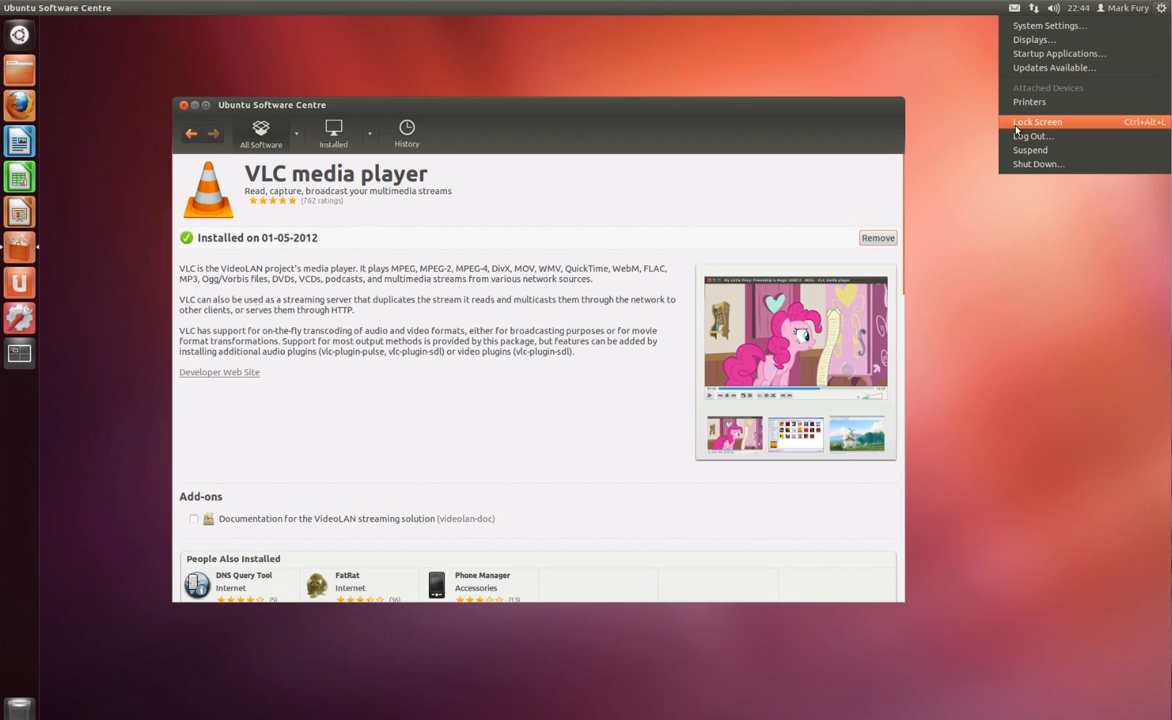 Ubuntu Software Centre
22:44 Mark Fury
System Settings...
Displays...
Startup Applications...
Updates Available...
Attached Devices
Printers
Lock Screen Ctrl+Alt+L
Log Out...
Suspend
Shut Down...
Ubuntu Software Centre
All Software
Installed
History
VLC media player
Read, capture, broadcast your multimedia streams
(762 ratings)
Installed on 01-05-2012
Remove
VLC is the VideoLAN project's media player. It plays MPEG, MPEG-2, MPEG-4, DivX, MOV, WMV, QuickTime, WebM, FLAC,
MP3, Ogg/Vorbis files, DVDs, VCDs, podcasts, and multimedia streams from various network sources.
VLC can also be used as a streaming server that duplicates the stream it reads and multicasts them through the network to
other clients, or serves them through HTTP.
VLC has support for on-the-fly transcoding of audio and video formats, either for broadcasting purposes or for movie
format transformations. Support for most output methods is provided by this package, but features can be added by
installing additional audio plugins (vlc-plugin-pulse, vlc-plugin-sdl) or video plugins (vlc-plugin-sdl).
Developer Web Site
Add-ons
Documentation for the VideoLAN streaming solution (videolan-doc)
People Also Installed
DNS Query Tool
Internet
(5)
FatRat
Internet
(16)
Phone Manager
Accessories
(13)